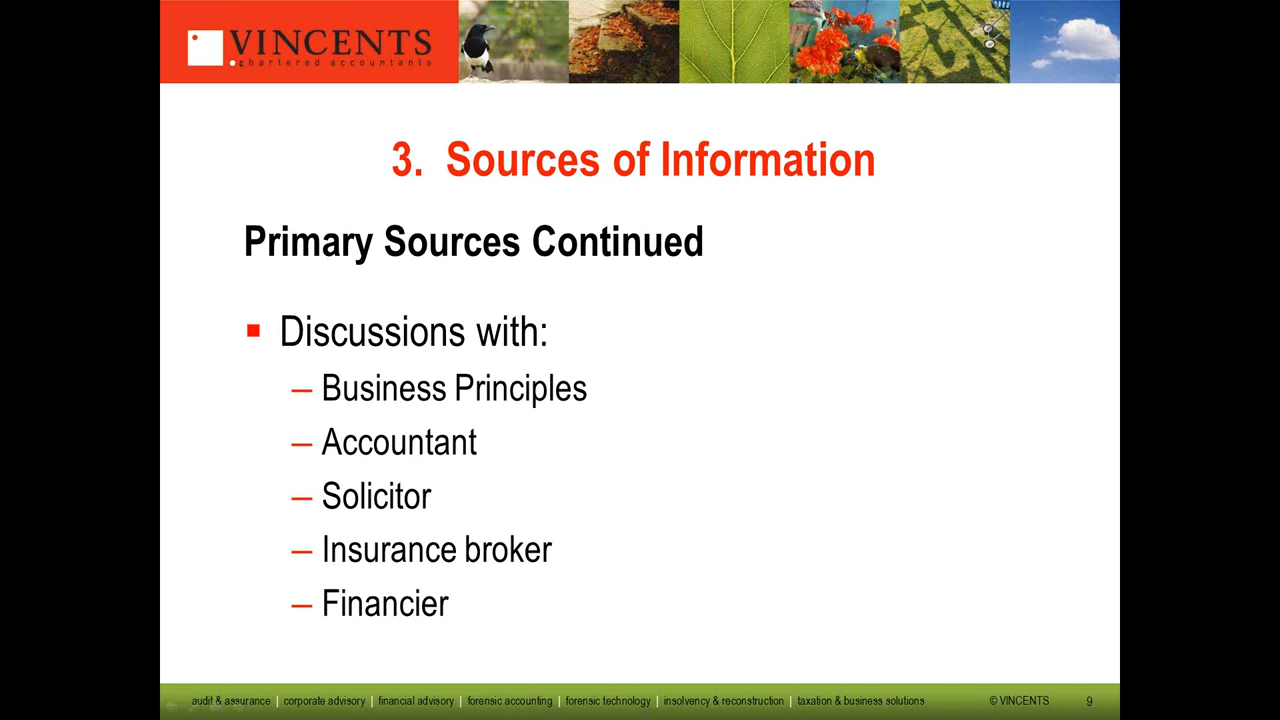 VINCENTS
chartered accountants
3. Sources of Information
Primary Sources Continued
Discussions with:
– Business Principles
– Accountant
– Solicitor
– Insurance broker
– Financier
audit & assurance | corporate advisory | financial advisory | forensic accounting | forensic technology | insolvency & reconstruction | taxation & business solutions © VINCENTS 9